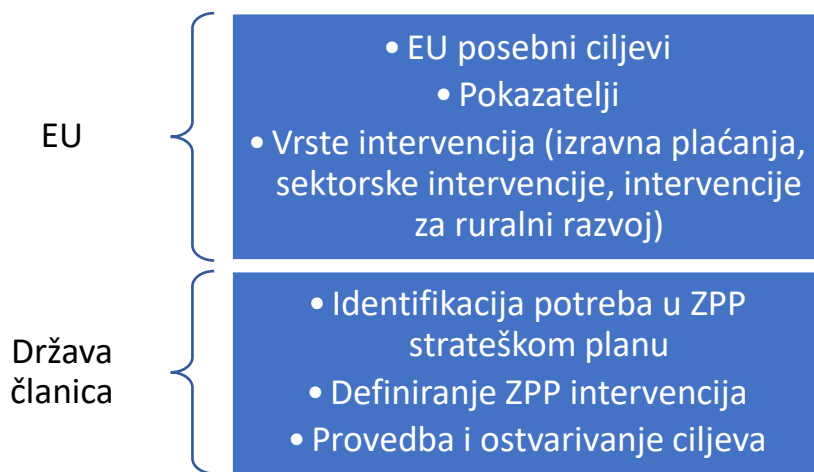 EU
• EU posebni ciljevi
• Pokazatelji
• Vrste intervencija (izravna plaćanja,
sektorske intervencije, intervencije
za ruralni razvoj)
Država
članica
• Identifikacija potreba u ZPP
strateškom planu
• Definiranje ZPP intervencija
• Provedba i ostvarivanje ciljeva